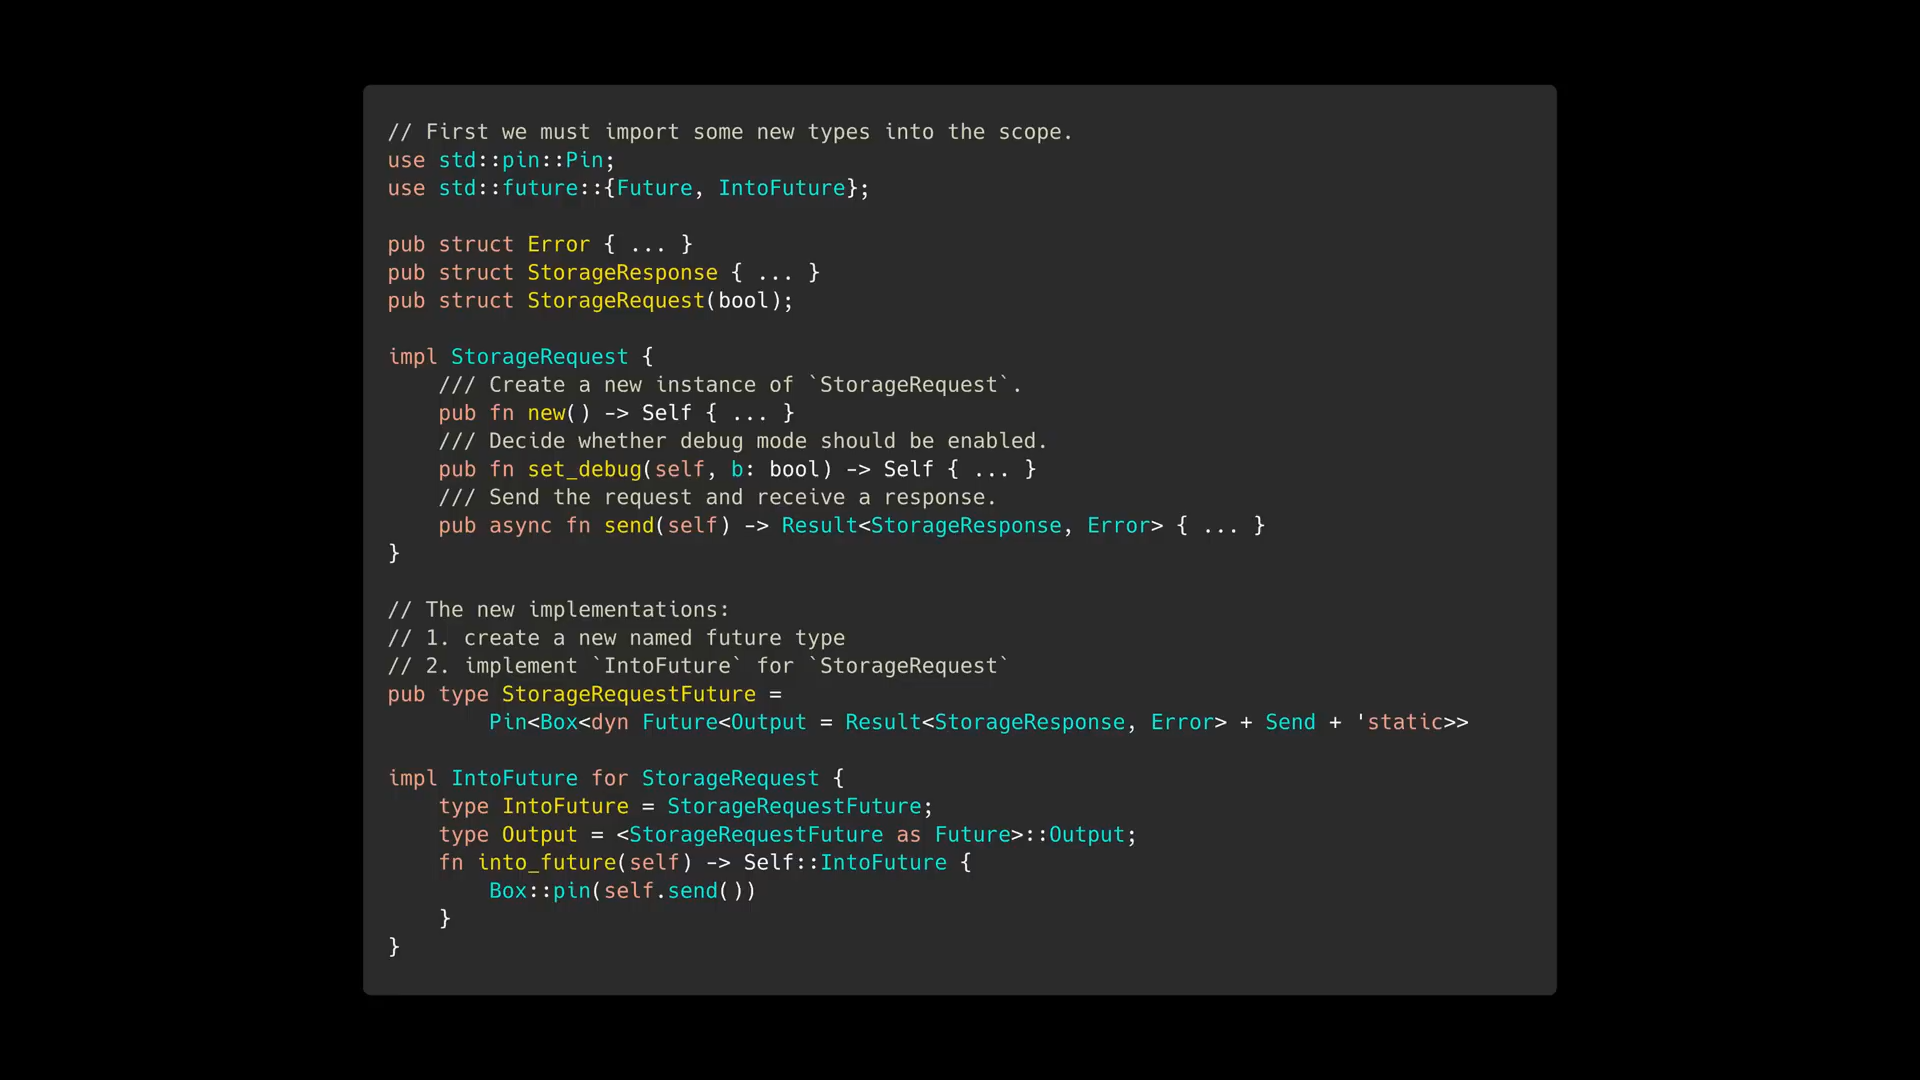 // First we must import some new types into the scope.
use std::pin::Pin;
use std::future::{Future, IntoFuture};
pub struct Error { ... }
pub struct StorageResponse { ... }
pub struct StorageRequest(bool);
impl StorageRequest {
/// Create a new instance of `StorageRequest`.
pub fn new() -> Self { ... }
/// Decide whether debug mode should be enabled.
pub fn set_debug(self, b: bool) -> Self { ... }
/// Send the request and receive a response.
pub async fn send(self) -> Result<StorageResponse, Error> { ... }
}
// The new implementations:
// 1. create a new named future type
// 2. implement `IntoFuture` for `StorageRequest`
pub type StorageRequestFuture =
Pin<Box<dyn Future<Output = Result<StorageResponse, Error> + Send + 'static>>
impl IntoFuture for StorageRequest {
type IntoFuture = StorageRequestFuture;
type Output = <StorageRequestFuture as Future>::Output;
fn into_future(self) -> Self::IntoFuture {
Box::pin(self.send())
}
}